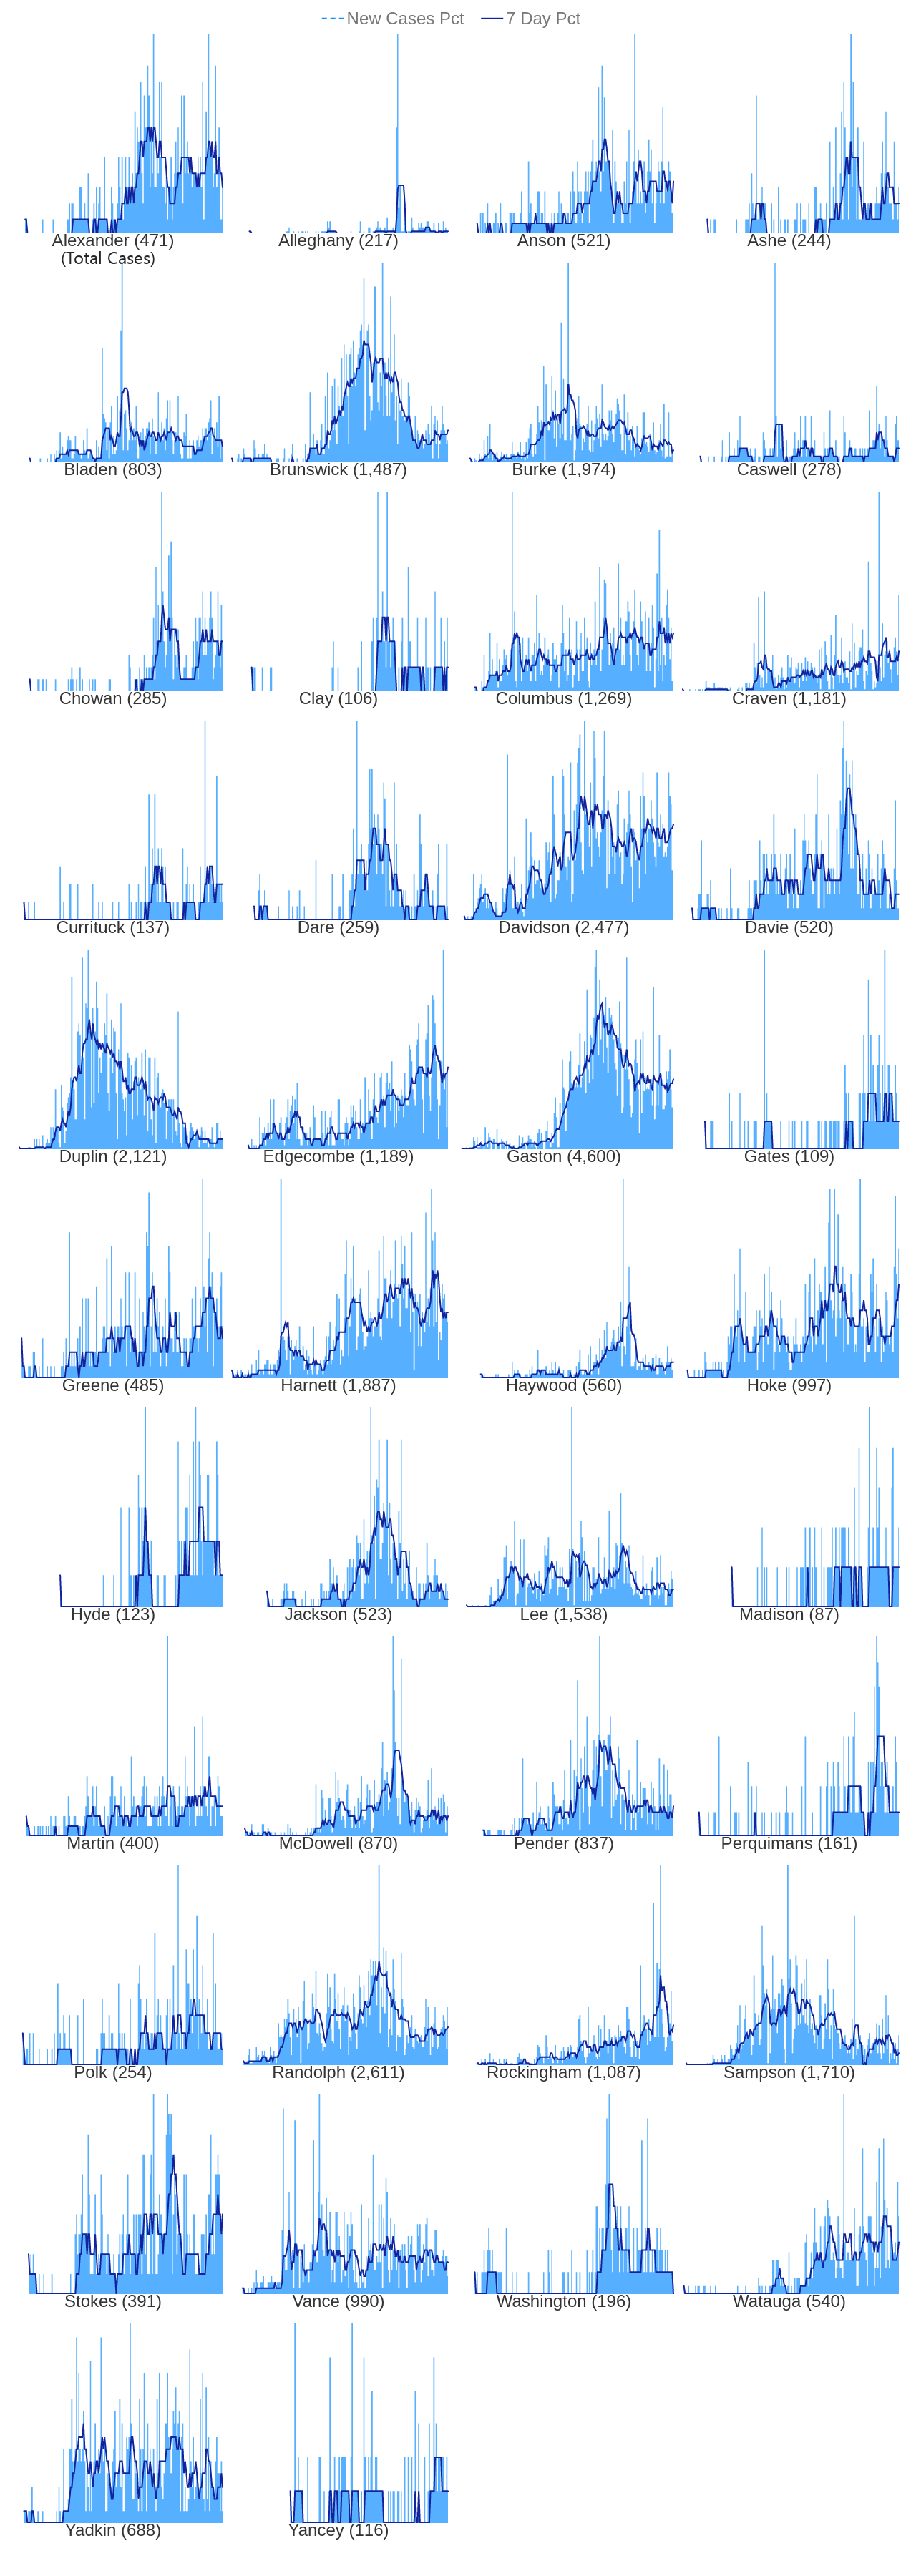 New Cases Pct 7 Day Pct
Alexander (471) Alleghany (217) Anson (521) Ashe (244)
(Total Cases)
Bladen (803) Brunswick (1,487) Burke (1,974) Caswell (278)
Chowan (285) Clay (106) Columbus (1,269) Craven (1,181)
Currituck (137) Dare (259) Davidson (2,477) Davie (520)
Duplin (2,121) Edgecombe (1,189) Gaston (4,600) Gates (109)
Greene (485) Harnett (1,887) Haywood (560) Hoke (997)
Hyde (123) Jackson (523) Lee (1,538) Madison (87)
Martin (400) McDowell (870) Pender (837) Perquimans (161)
Polk (254) Randolph (2,611) Rockingham (1,087) Sampson (1,710)
Stokes (391) Vance (990) Washington (196) Watauga (540)
Yadkin (688) Yancey (116)